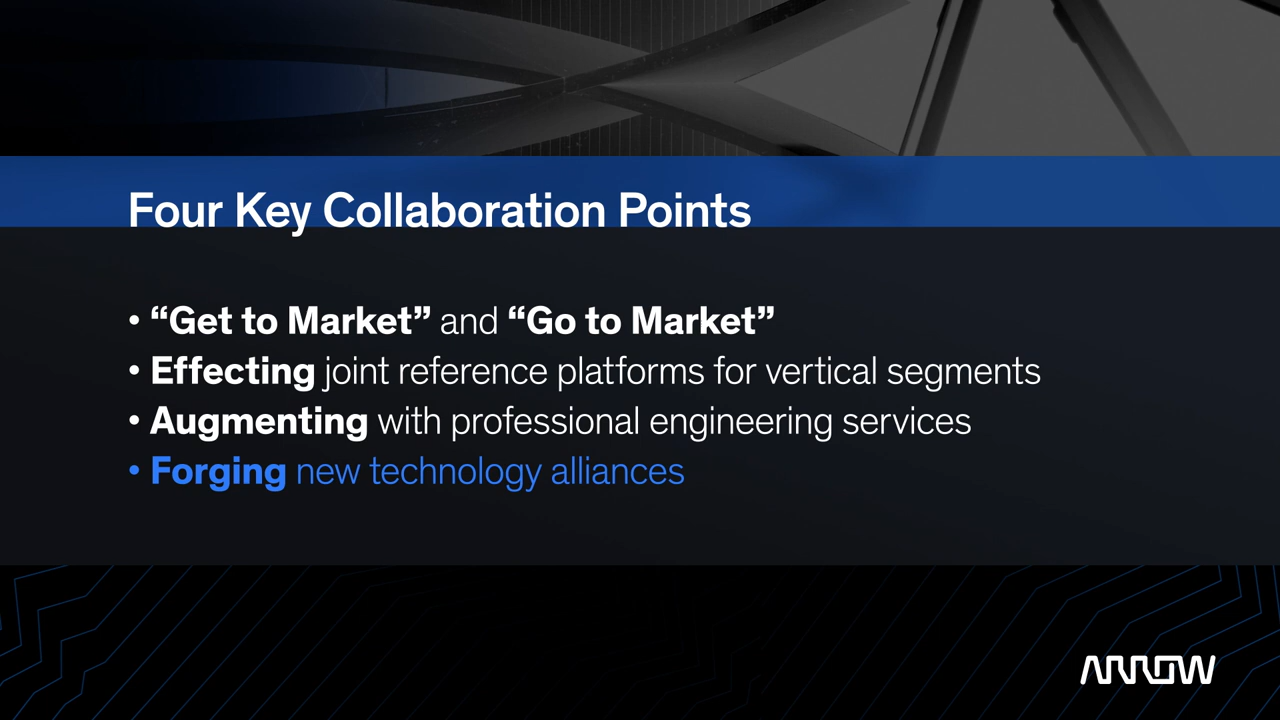 Four Key Collaboration Points
• “Get to Market” and “Go to Market”
• Effecting joint reference platforms for vertical segments
• Augmenting with professional engineering services
• Forging new technology alliances
ARROW